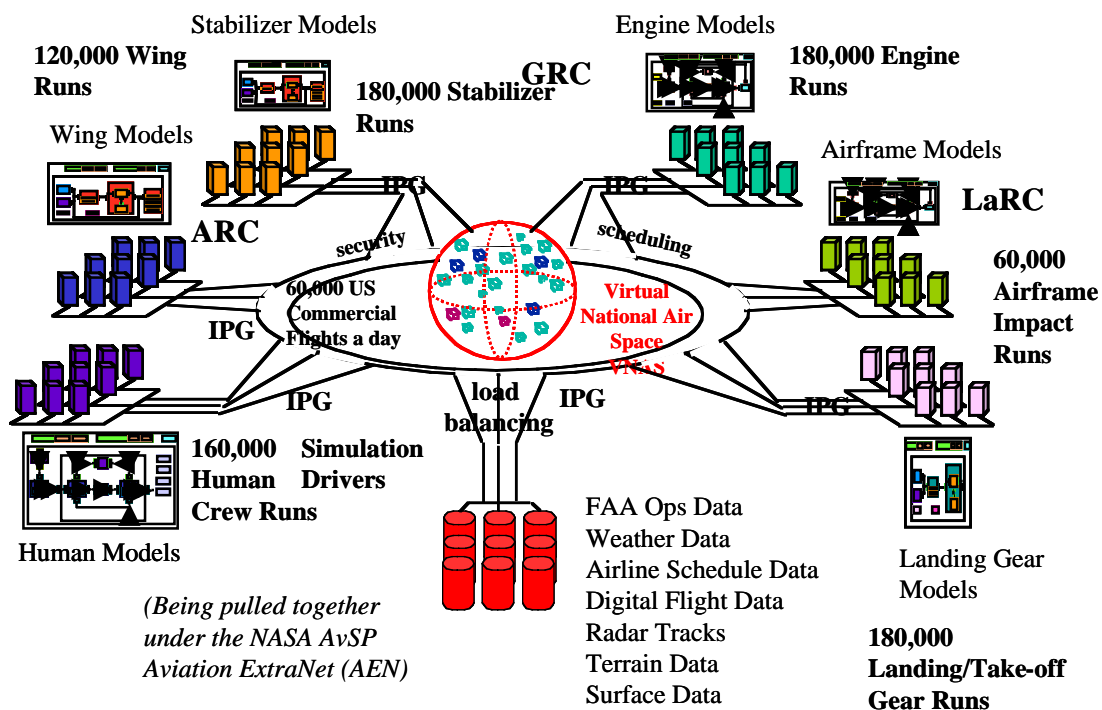 Stabilizer Models
120,000 Wing
Runs
GRC
180,000 Stabilizer
Runs
Engine Models
180,000 Engine
Runs
Wing Models
Airframe Models
IPG
IPG
ARC
LaRC
security
scheduling
60,000 US
Commercial
Flights a day
Virtual
National Air
Space
VNAS
60,000
Airframe
Impact
Runs
IPG
IPG
load
balancing
IPG
IPG
160,000 Simulation
Human Drivers
Crew Runs
Human Models
FAA Ops Data
Weather Data
Airline Schedule Data
Digital Flight Data
Radar Tracks
Terrain Data
Surface Data
Landing Gear
Models
(Being pulled together
under the NASA AvSP
Aviation ExtraNet (AEN)
180,000
Landing/Take-off
Gear Runs